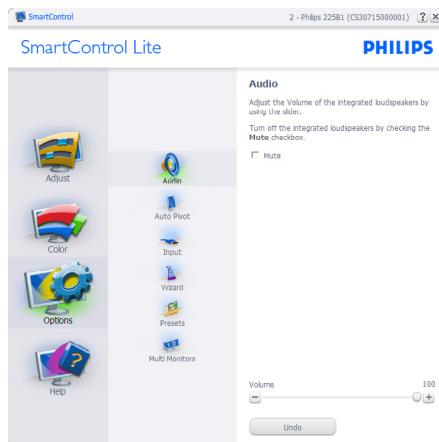 SmartControl
2 - Philips 225B1 (CS30715000001)
?
x
SmartControl Lite
PHILIPS
Adjust
Color
Options
Help
Audio
Auto Pivot
Input
Wizard
Presets
Multi Monitors
Audio
Adjust the Volume of the integrated loudspeakers by
using the slider.
Turn off the integrated loudspeakers by checking the
Mute checkbox.
Mute
Volume
100
Undo